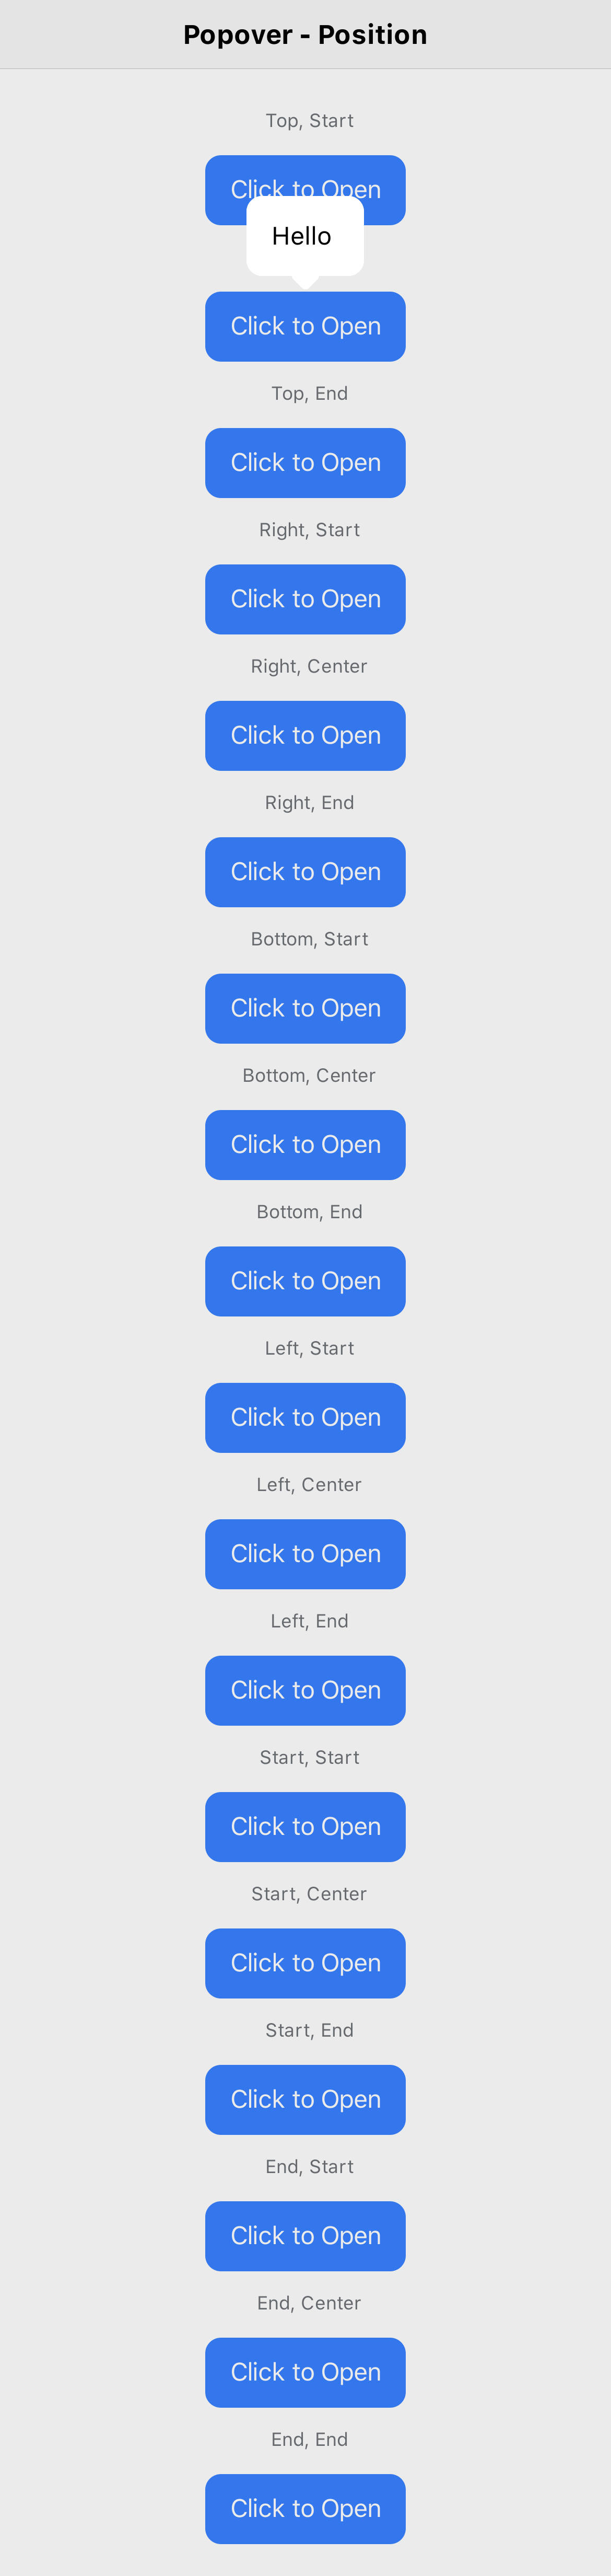 Popover - Position
Top, Start
Click to Open
Hello
Click to Open
Top, End
Click to Open
Right, Start
Click to Open
Right, Center
Click to Open
Right, End
Click to Open
Bottom, Start
Click to Open
Bottom, Center
Click to Open
Bottom, End
Click to Open
Left, Start
Click to Open
Left, Center
Click to Open
Left, End
Click to Open
Start, Start
Click to Open
Start, Center
Click to Open
Start, End
Click to Open
End, Start
Click to Open
End, Center
Click to Open
End, End
Click to Open